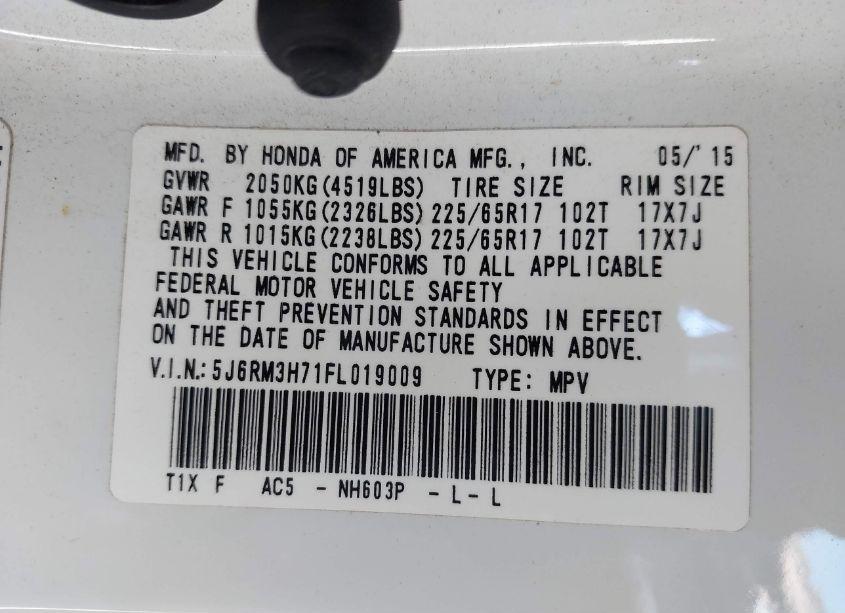 MFD. BY HONDA OF AMERICA MFG., INC. 05/'15
GVWR 2050KG(4519LBS) TIRE SIZE RIM SIZE
GAWR F 1055KG(2326LBS) 225/65R17 102T 17X7J
GAWR R 1015KG(2238LBS) 225/65R17 102T 17X7J
THIS VEHICLE CONFORMS TO ALL APPLICABLE
FEDERAL MOTOR VEHICLE SAFETY
AND THEFT PREVENTION STANDARDS IN EFFECT
ON THE DATE OF MANUFACTURE SHOWN ABOVE.
V.I.N.: 5J6RM3H71FL019009 TYPE: MPV
T1X F AC5 - NH603P - L - L